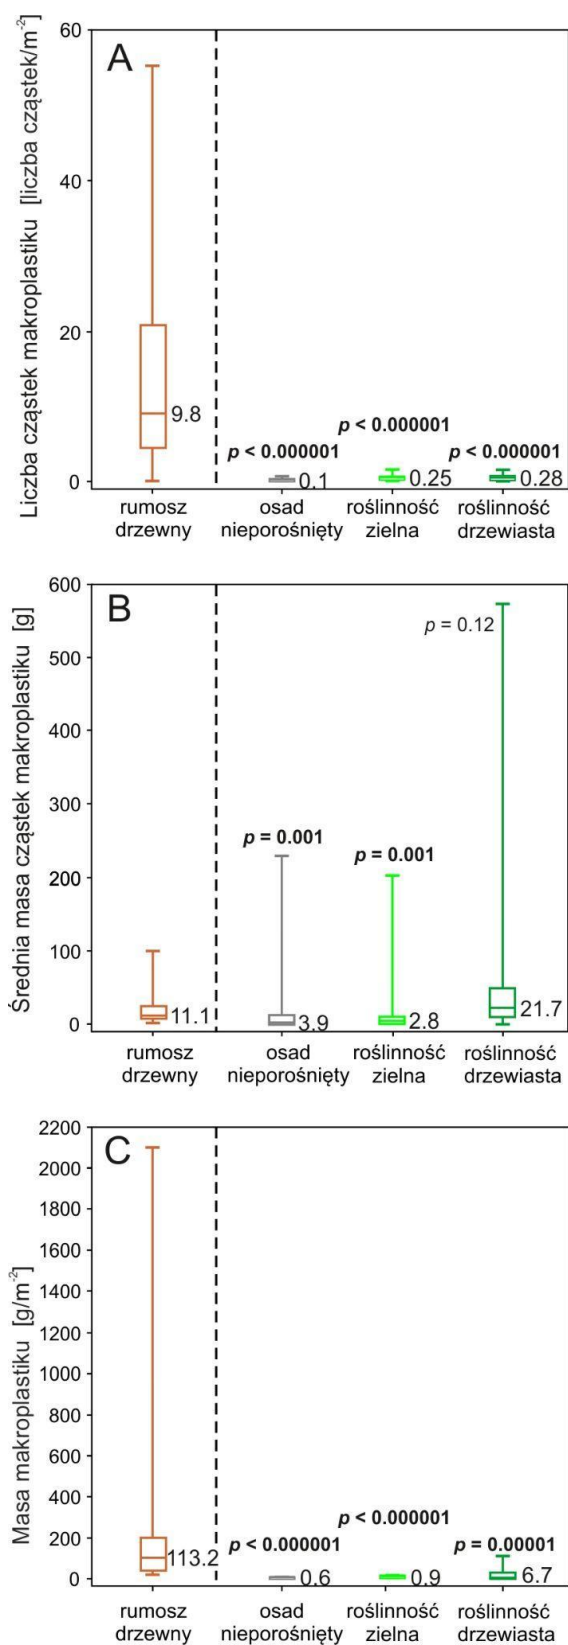 A
Liczba cząstek makroplastiku [liczba cząstek/m⁻²]
60
40
20
0
9.8
p < 0.000001
0.1
p < 0.000001
0.25
p < 0.000001
0.28
rumosz
drzewny
osad
nieporośnięty
roślinność
zielna
roślinność
drzewiasta
B
Średnia masa cząstek makroplastiku [g]
600
500
400
300
200
100
0
11.1
p = 0.001
3.9
p = 0.001
2.8
p = 0.12
21.7
rumosz
drzewny
osad
nieporośnięty
roślinność
zielna
roślinność
drzewiasta
C
Masa makroplastiku [g/m⁻²]
2200
2000
1800
1600
1400
1200
1000
800
600
400
200
0
113.2
p < 0.000001
0.6
p < 0.000001
0.9
p = 0.00001
6.7
rumosz
drzewny
osad
nieporośnięty
roślinność
zielna
roślinność
drzewiasta